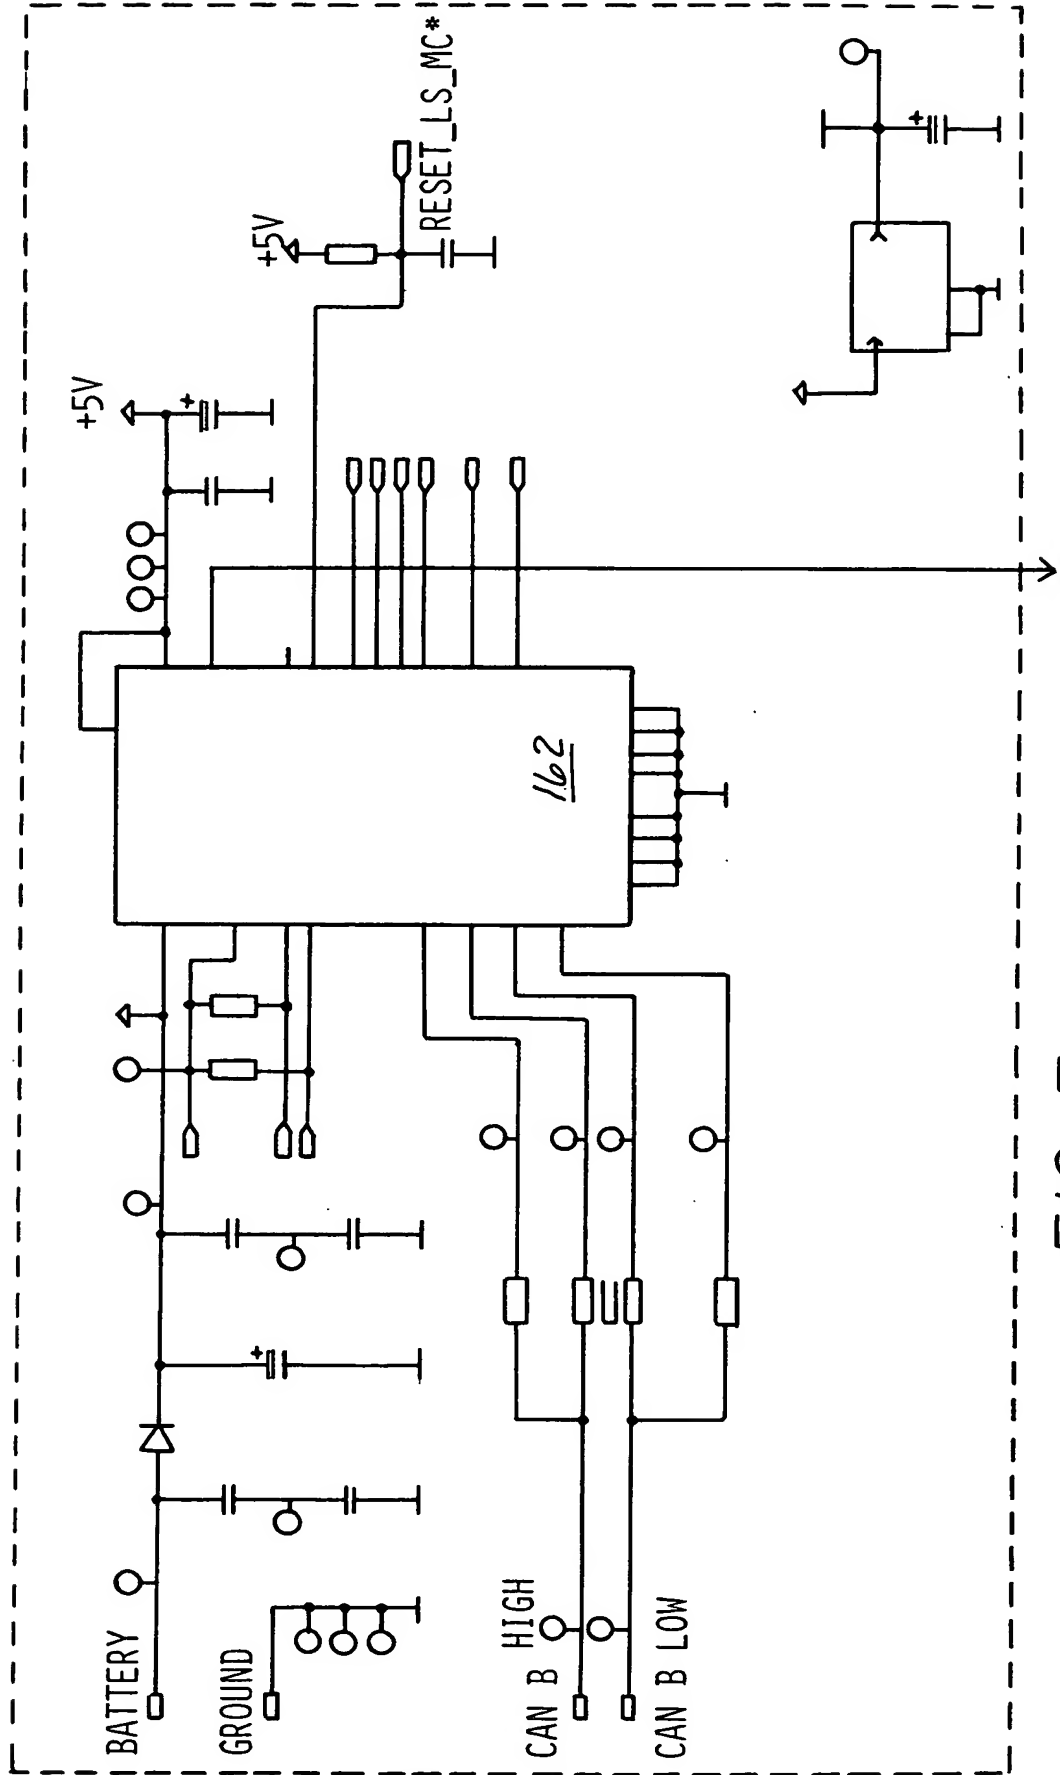 BATTERY
GROUND
CAN B HIGH
CAN B LOW
+5V
+5V
RESET_LS_MC*
162